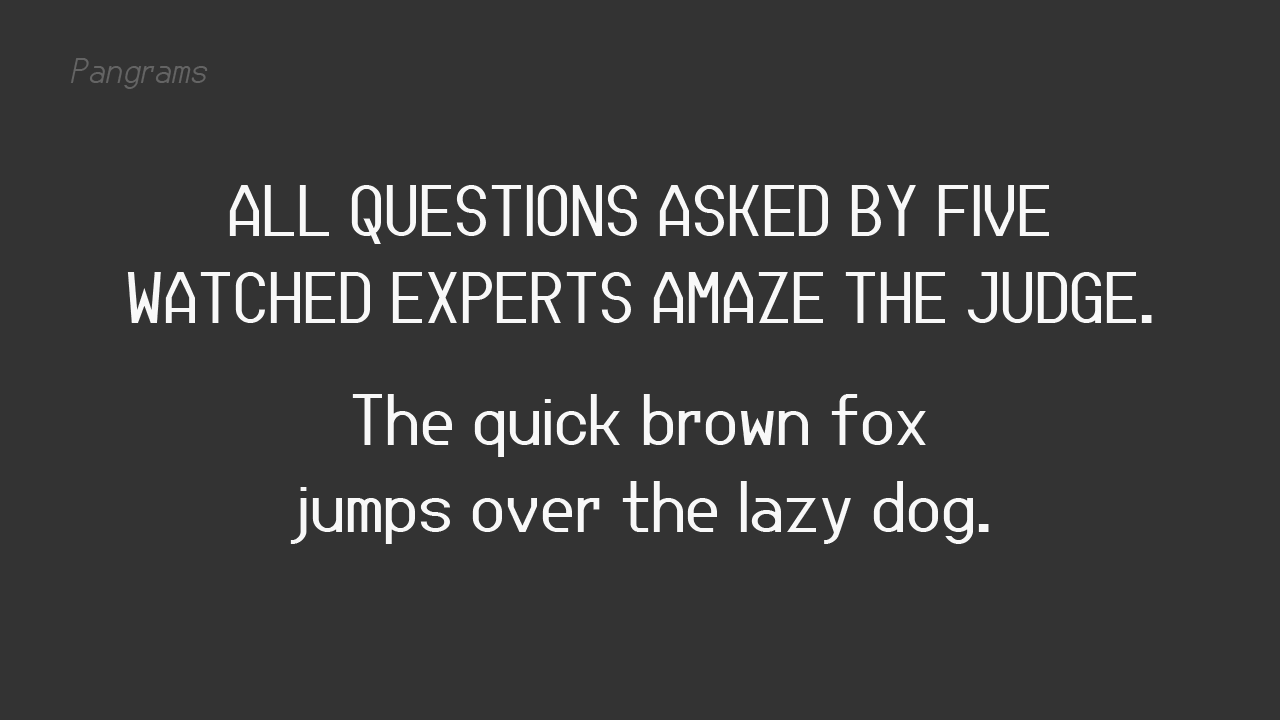 Pangrams
ALL QUESTIONS ASKED BY FIVE
WATCHED EXPERTS AMAZE THE JUDGE.
The quick brown fox
jumps over the lazy dog.